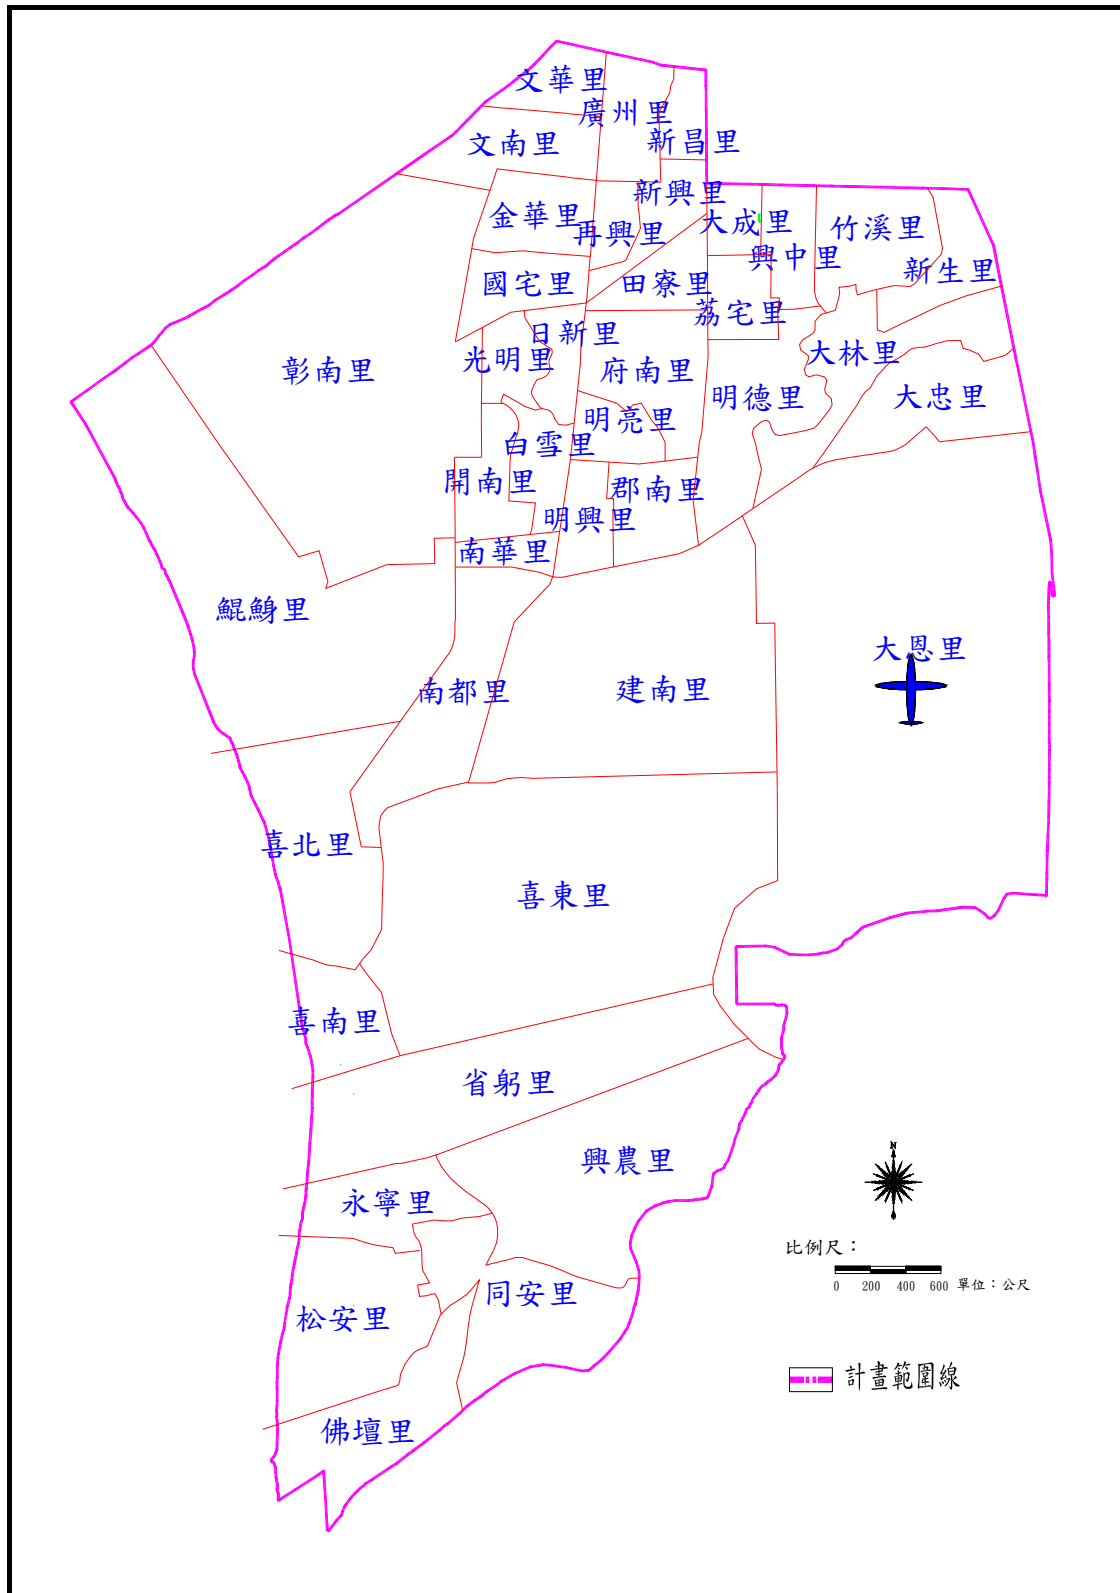 文華里
廣州里
新昌里
文南里
新興里
金華里
再興里
大成里
竹溪里
興中里
新生里
國宅里
田寮里
荔宅里
日新里
光明里
府南里
大林里
彰南里
明德里
大忠里
明亮里
白雪里
開南里
郡南里
明興里
南華里
鯤鯓里
大恩里
南都里
建南里
喜北里
喜東里
喜南里
省躬里
興農里
永寧里
同安里
松安里
佛壇里
N
比例尺：
0 200 400 600 單位：公尺
計畫範圍線